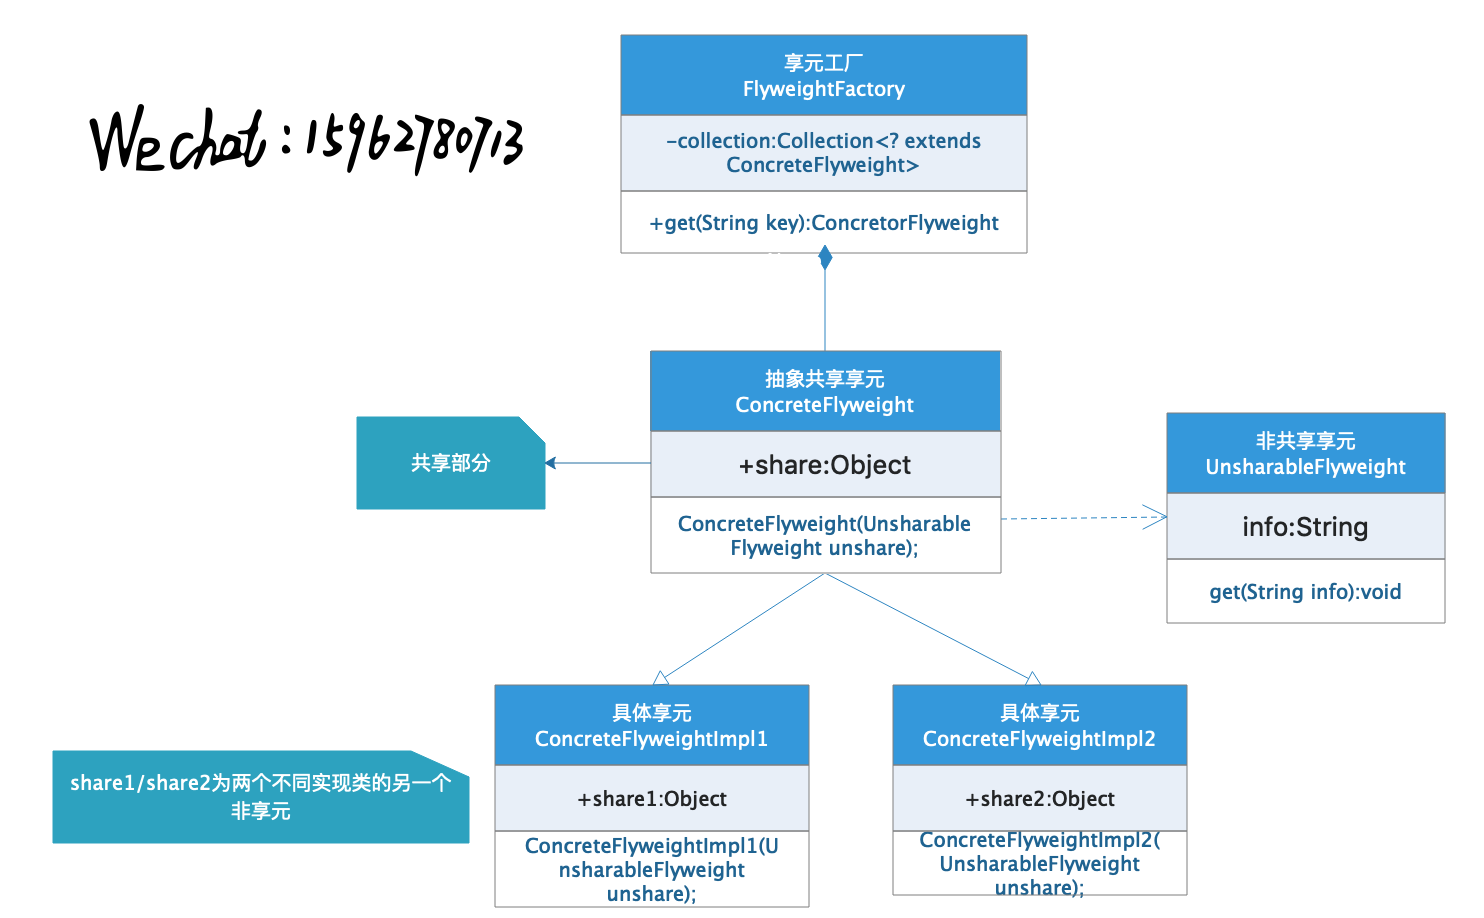 享元工厂
FlyweightFactory
-collection:Collection<? extends
ConcreteFlyweight>
+get(String key):ConcretorFlyweight
Wechat:15962780713
抽象共享享元
ConcreteFlyweight
+share:Object
ConcreteFlyweight(Unsharable
Flyweight unshare);
共享部分
非共享享元
UnsharableFlyweight
info:String
get(String info):void
具体享元
ConcreteFlyweightImpl1
+share1:Object
ConcreteFlyweightImpl1(U
nsharableFlyweight
unshare);
具体享元
ConcreteFlyweightImpl2
+share2:Object
ConcreteFlyweightImpl2(
UnsharableFlyweight
unshare);
share1/share2为两个不同实现类的另一个
非享元